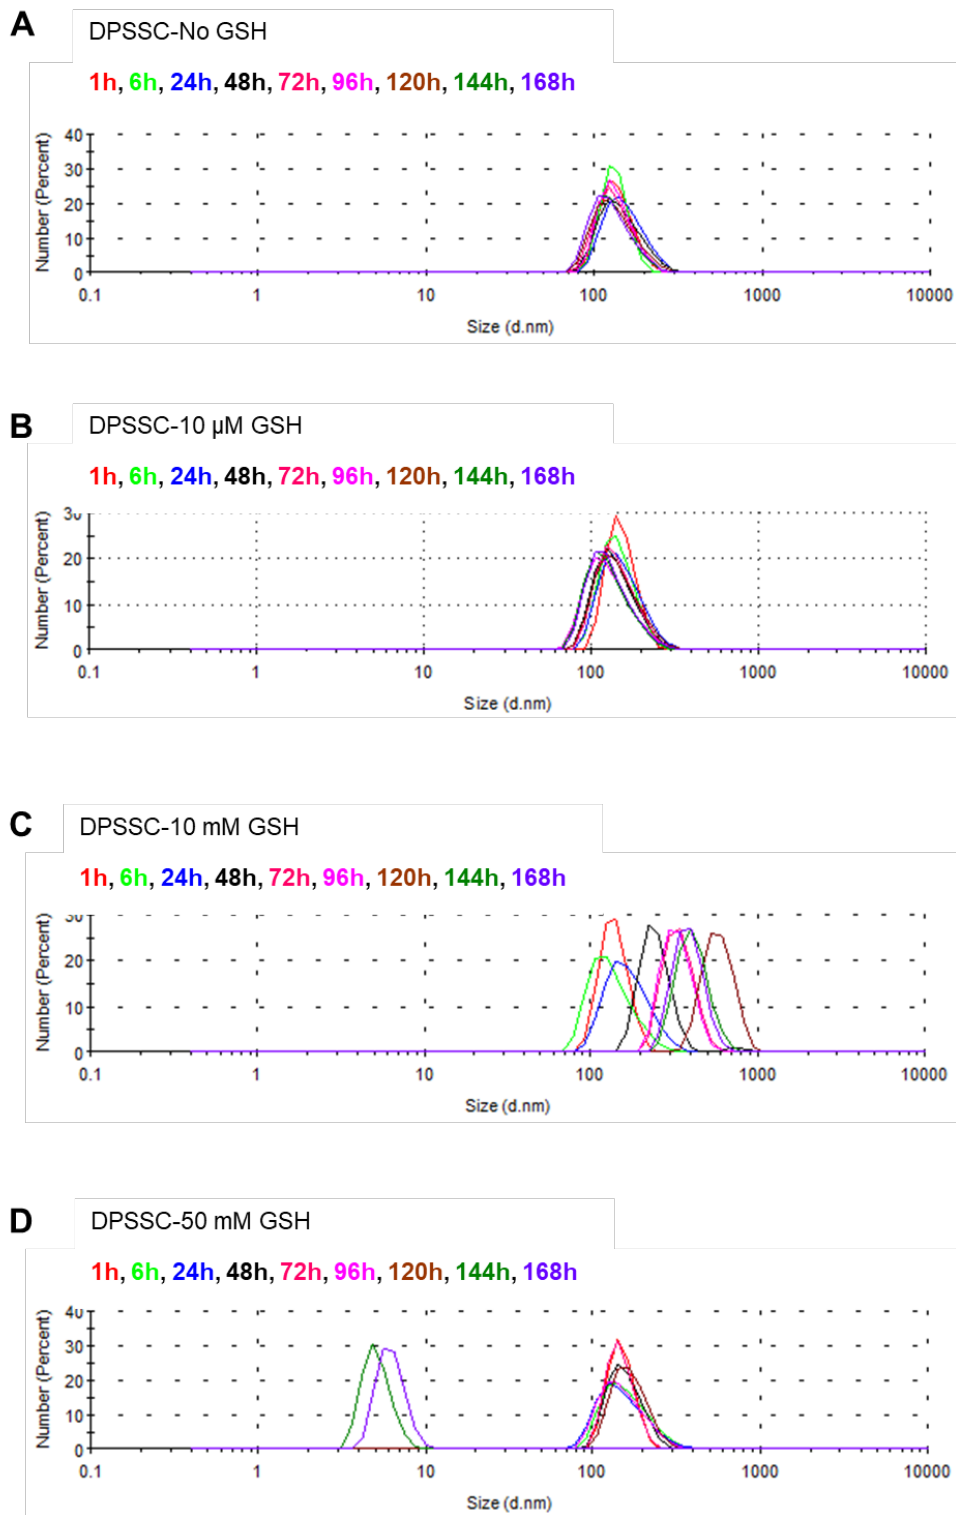 A
DPSSC-No GSH
1h, 6h, 24h, 48h, 72h, 96h, 120h, 144h, 168h
Number (Percent)
40
30
20
10
0
0.1 1 10 100 1000 10000
Size (d.nm)
B
DPSSC-10 µM GSH
1h, 6h, 24h, 48h, 72h, 96h, 120h, 144h, 168h
Number (Percent)
30
20
10
0
0.1 1 10 100 1000 10000
Size (d.nm)
C
DPSSC-10 mM GSH
1h, 6h, 24h, 48h, 72h, 96h, 120h, 144h, 168h
Number (Percent)
30
20
10
0
0.1 1 10 100 1000 10000
Size (d.nm)
D
DPSSC-50 mM GSH
1h, 6h, 24h, 48h, 72h, 96h, 120h, 144h, 168h
Number (Percent)
40
30
20
10
0
0.1 1 10 100 1000 10000
Size (d.nm)